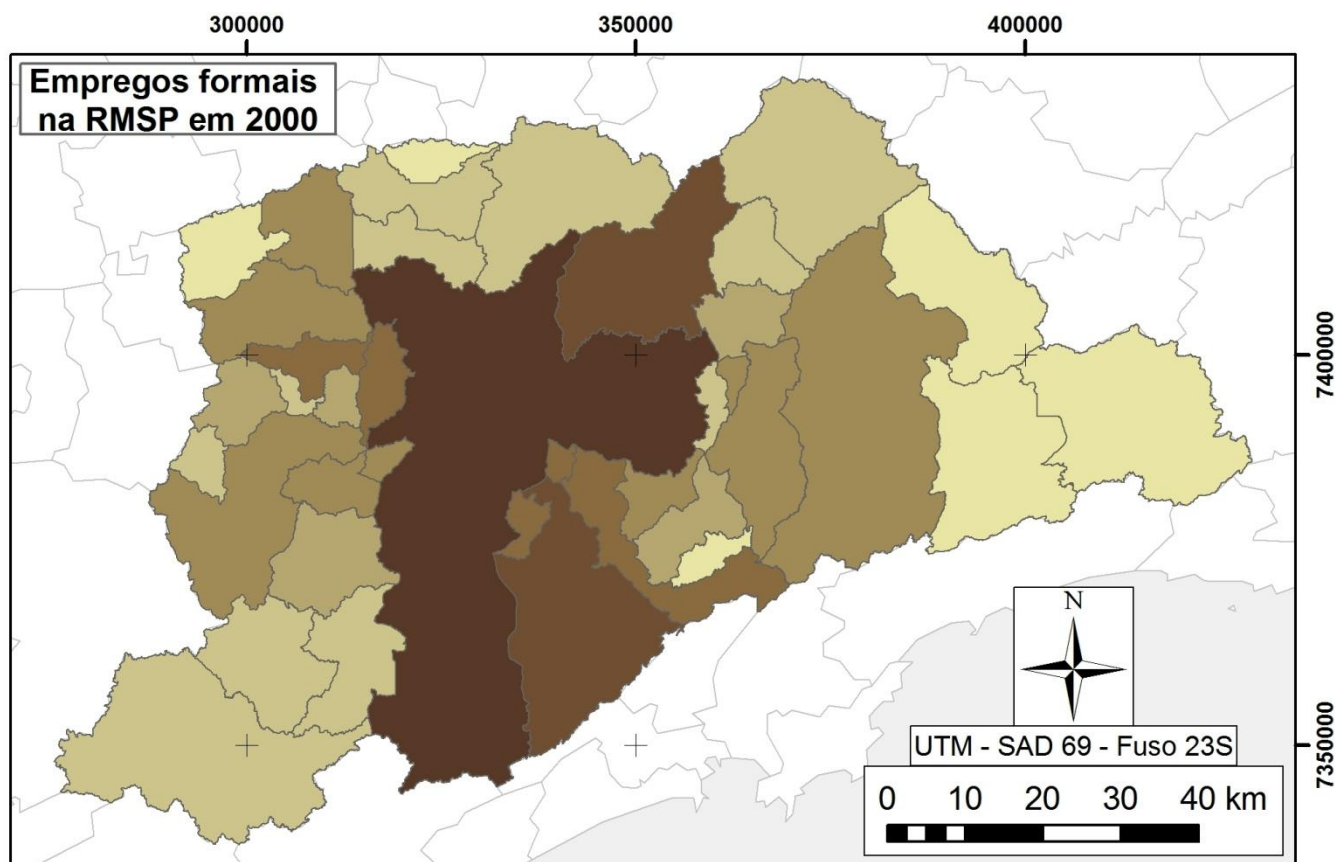 300000 350000 400000
Empregos formais
na RMSP em 2000
7400000
7350000
N
UTM - SAD 69 - Fuso 23S
0 10 20 30 40 km